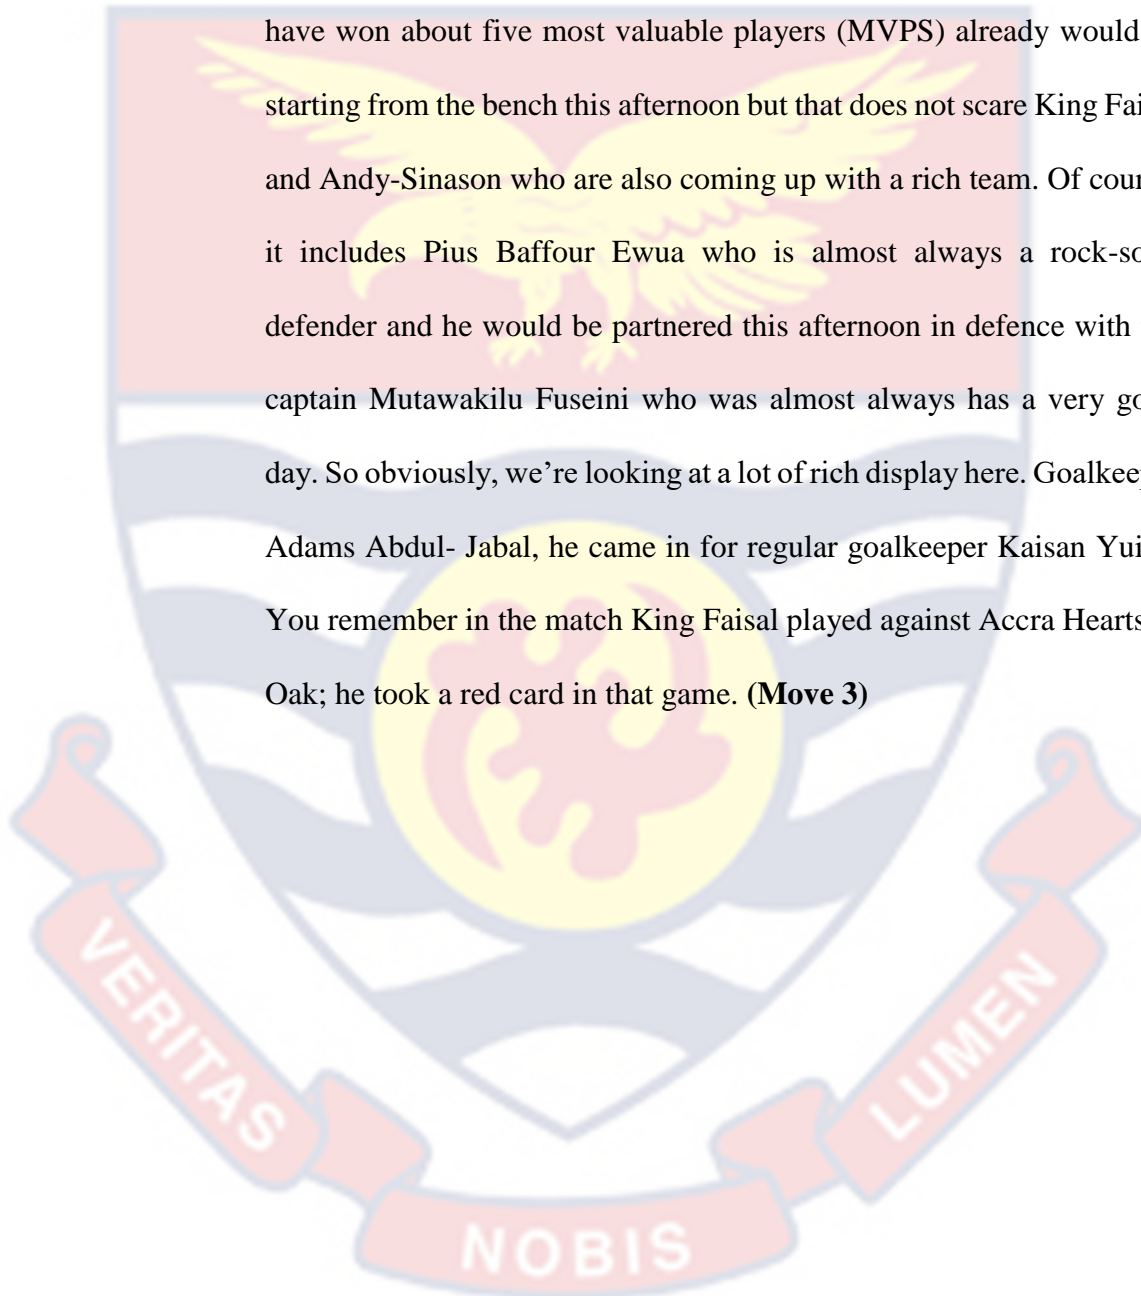 have won about five most valuable players (MVPS) already would
starting from the bench this afternoon but that does not scare King Fai
and Andy-Sinason who are also coming up with a rich team. Of cour
it includes Pius Baffour Ewua who is almost always a rock-so
defender and he would be partnered this afternoon in defence with
captain Mutawakilu Fuseini who was almost always has a very go
day. So obviously, we’re looking at a lot of rich display here. Goalkeep
Adams Abdul- Jabal, he came in for regular goalkeeper Kaisan Yui
You remember in the match King Faisal played against Accra Hearts
Oak; he took a red card in that game. (Move 3)
VERITAS
NOBIS
LUMEN